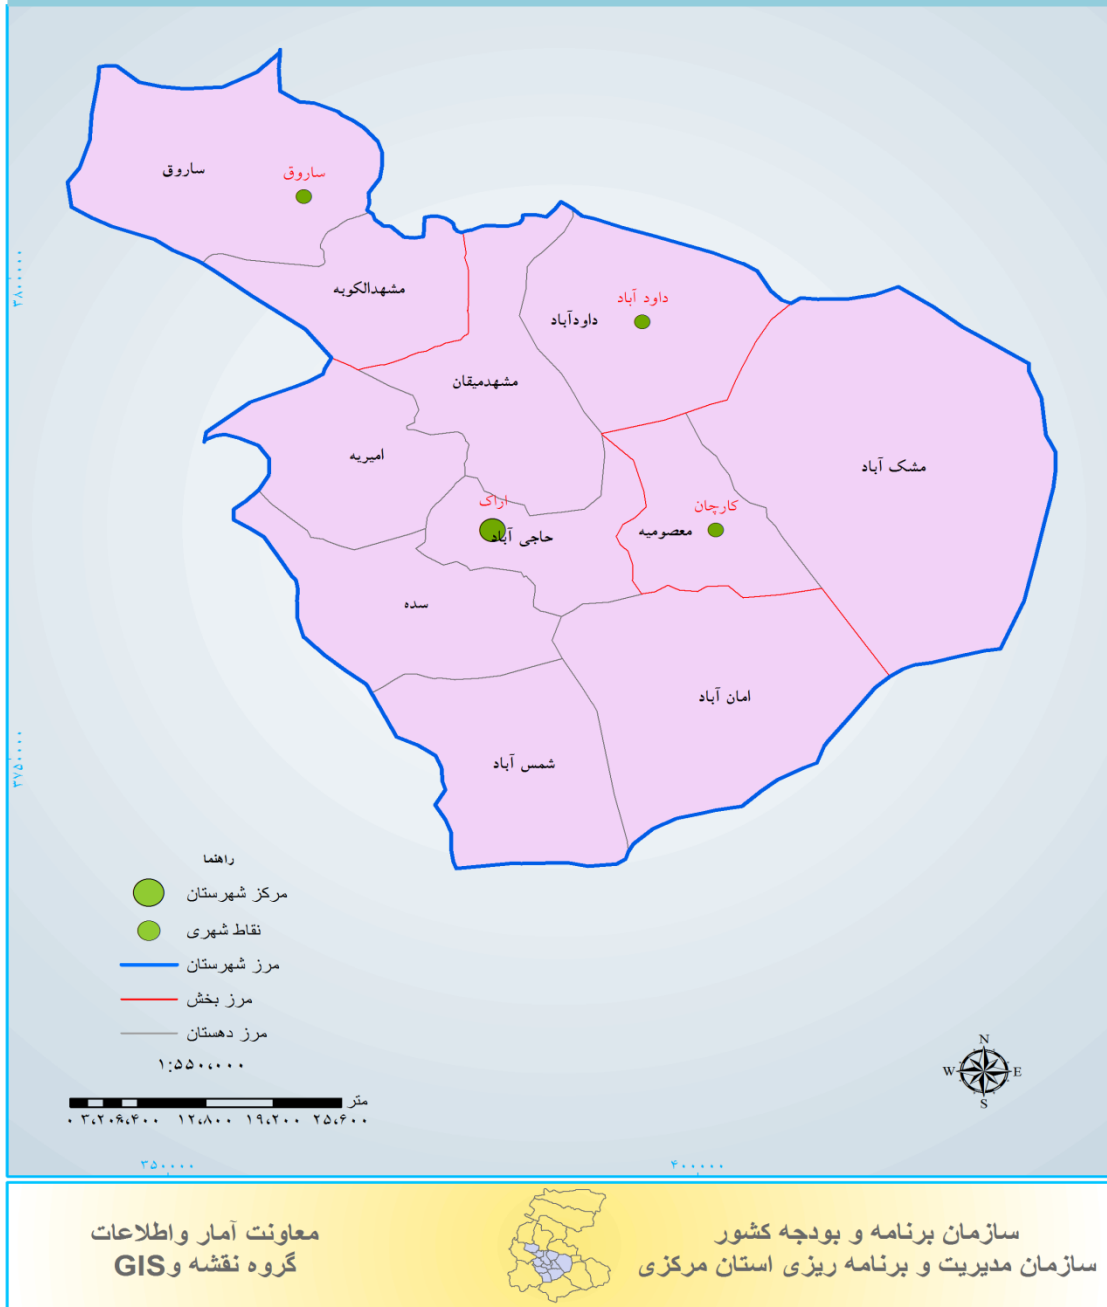 ساروق
ساروق
مشهدالکوبه
داود آباد
داودآباد
مشهدمیقان
امیریه
مشک آباد
اراک
حاجی آباد
کارچان
معصومیه
سده
امان آباد
شمس آباد
۳۸۰۰۰۰۰
۳۷۵۰۰۰۰
راهنما
مرکز شهرستان
نقاط شهری
مرز شهرستان
مرز بخش
مرز دهستان
۱:۵۵۰,۰۰۰
متر
۰ ۳,۲۰۰ ۶,۴۰۰ ۱۲,۸۰۰ ۱۹,۲۰۰ ۲۵,۶۰۰
N
W E
S
۳۵۰۰۰۰ ۴۰۰۰۰۰
سازمان برنامه و بودجه کشور
سازمان مدیریت و برنامه ریزی استان مرکزی
معاونت آمار واطلاعات
گروه نقشه وGIS